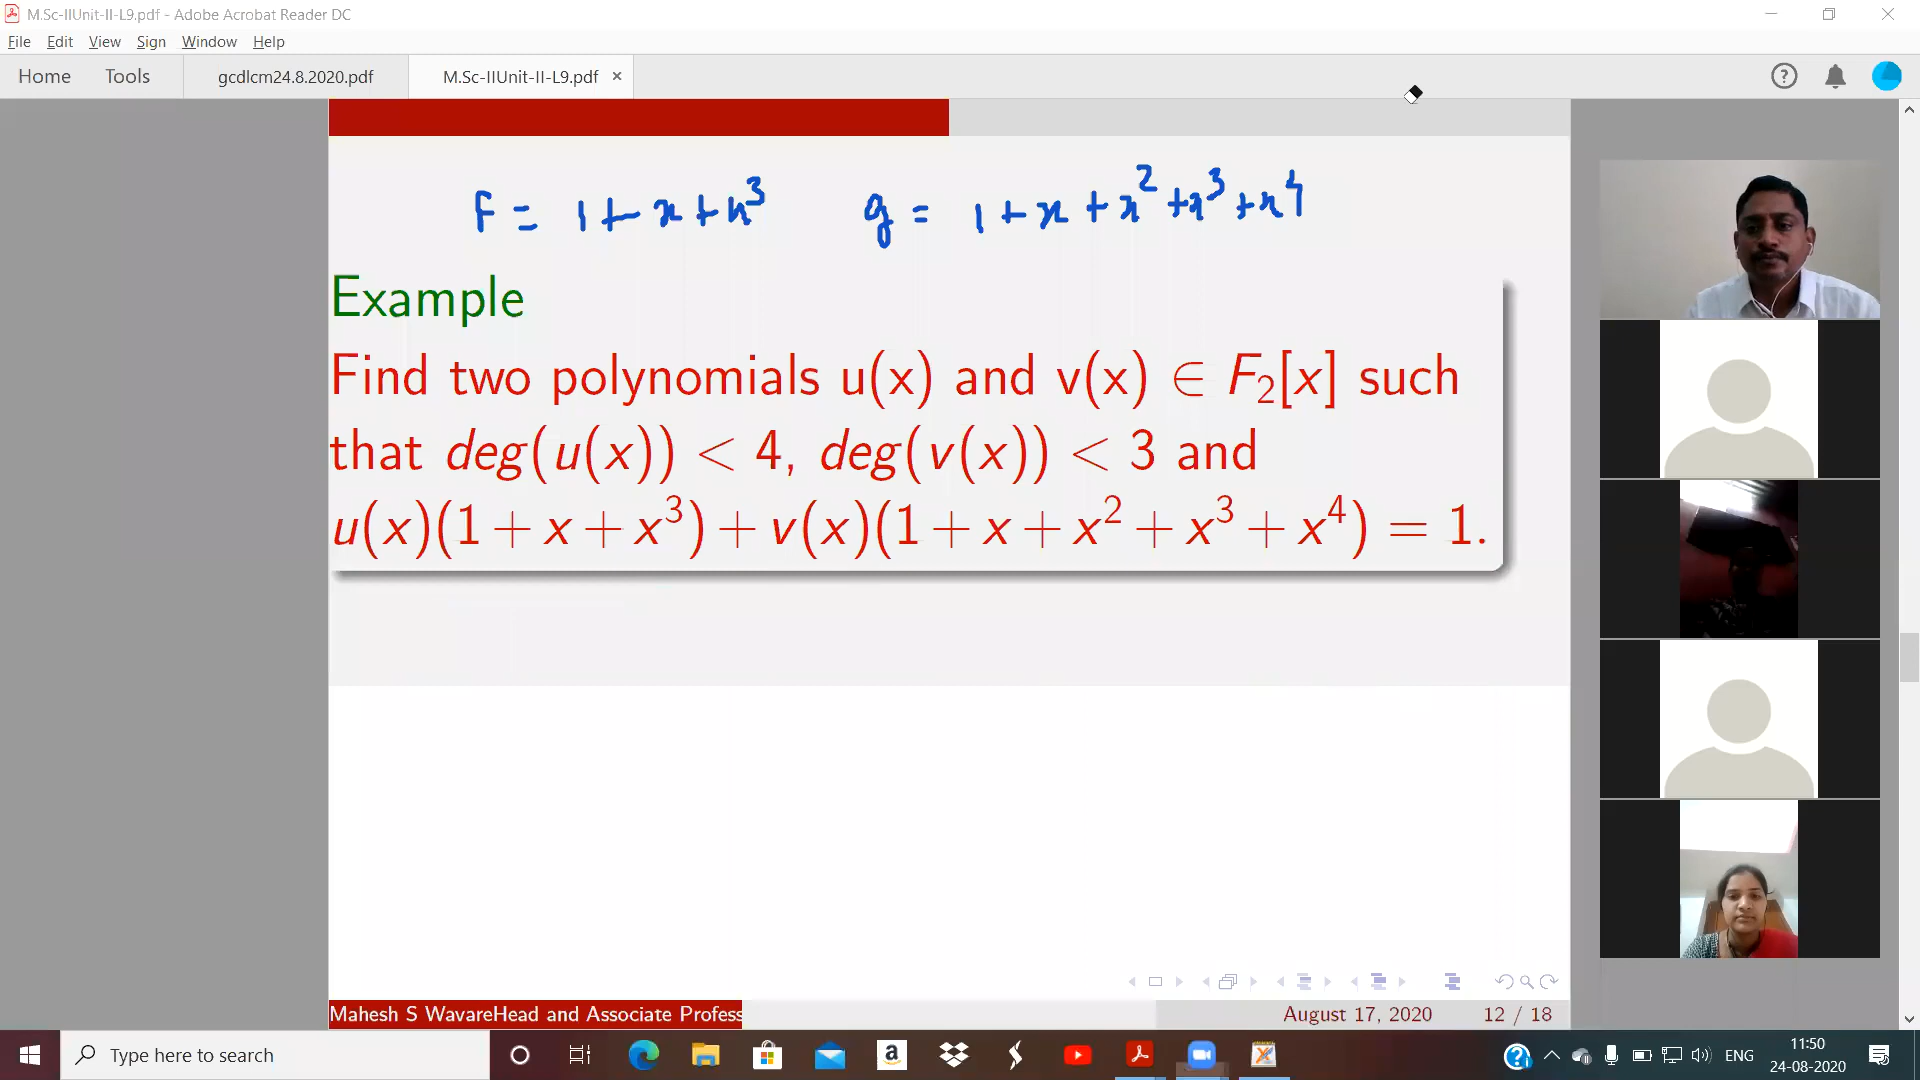 M.Sc-IIUnit-II-L9.pdf - Adobe Acrobat Reader DC
File Edit View Sign Window Help
Home Tools gcdlcm24.8.2020.pdf M.Sc-IIUnit-II-L9.pdf ×
F = 1 + x + x³ g = 1 + x + x² + x³ + x⁴
Example
Find two polynomials u(x) and v(x) ∈ F₂[x] such
that deg(u(x)) < 4, deg(v(x)) < 3 and
u(x)(1 + x + x³) + v(x)(1 + x + x² + x³ + x⁴) = 1.
Mahesh S WavareHead and Associate Profess August 17, 2020 12 / 18
Type here to search
ENG
11:50
24-08-2020